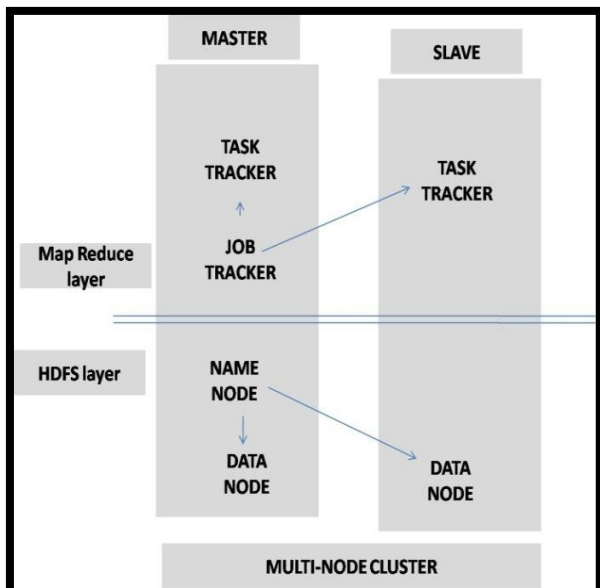 MASTER
SLAVE
TASK
TRACKER
TASK
TRACKER
JOB
TRACKER
Map Reduce
layer
HDFS layer
NAME
NODE
DATA
NODE
DATA
NODE
MULTI-NODE CLUSTER